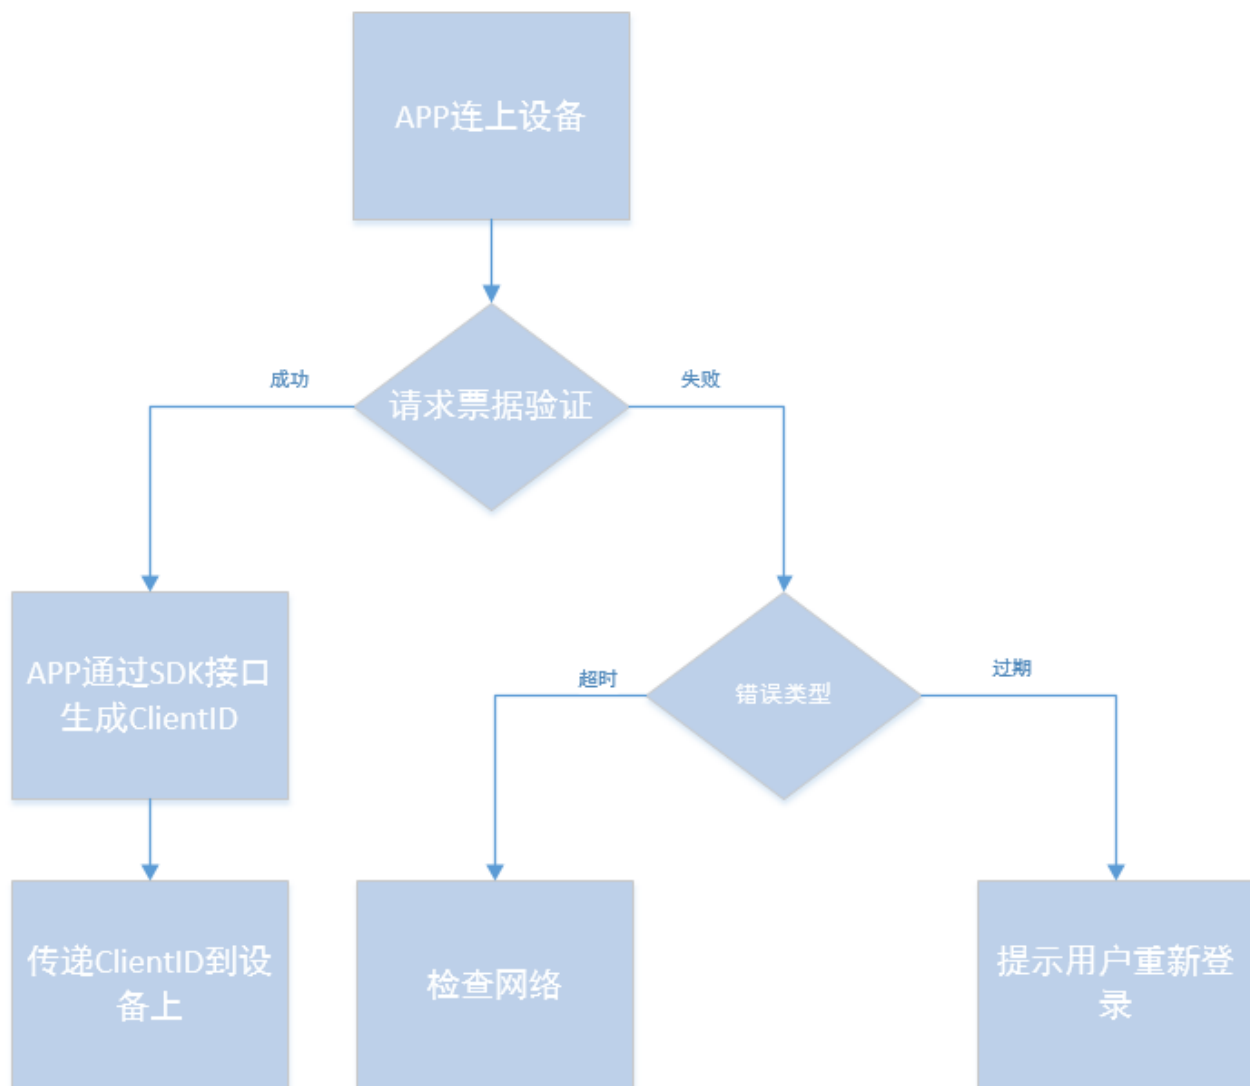 APP连上设备
成功
请求票据验证
失败
APP通过SDK接口
生成ClientID
超时
错误类型
过期
传递ClientID到设
备上
检查网络
提示用户重新登
录